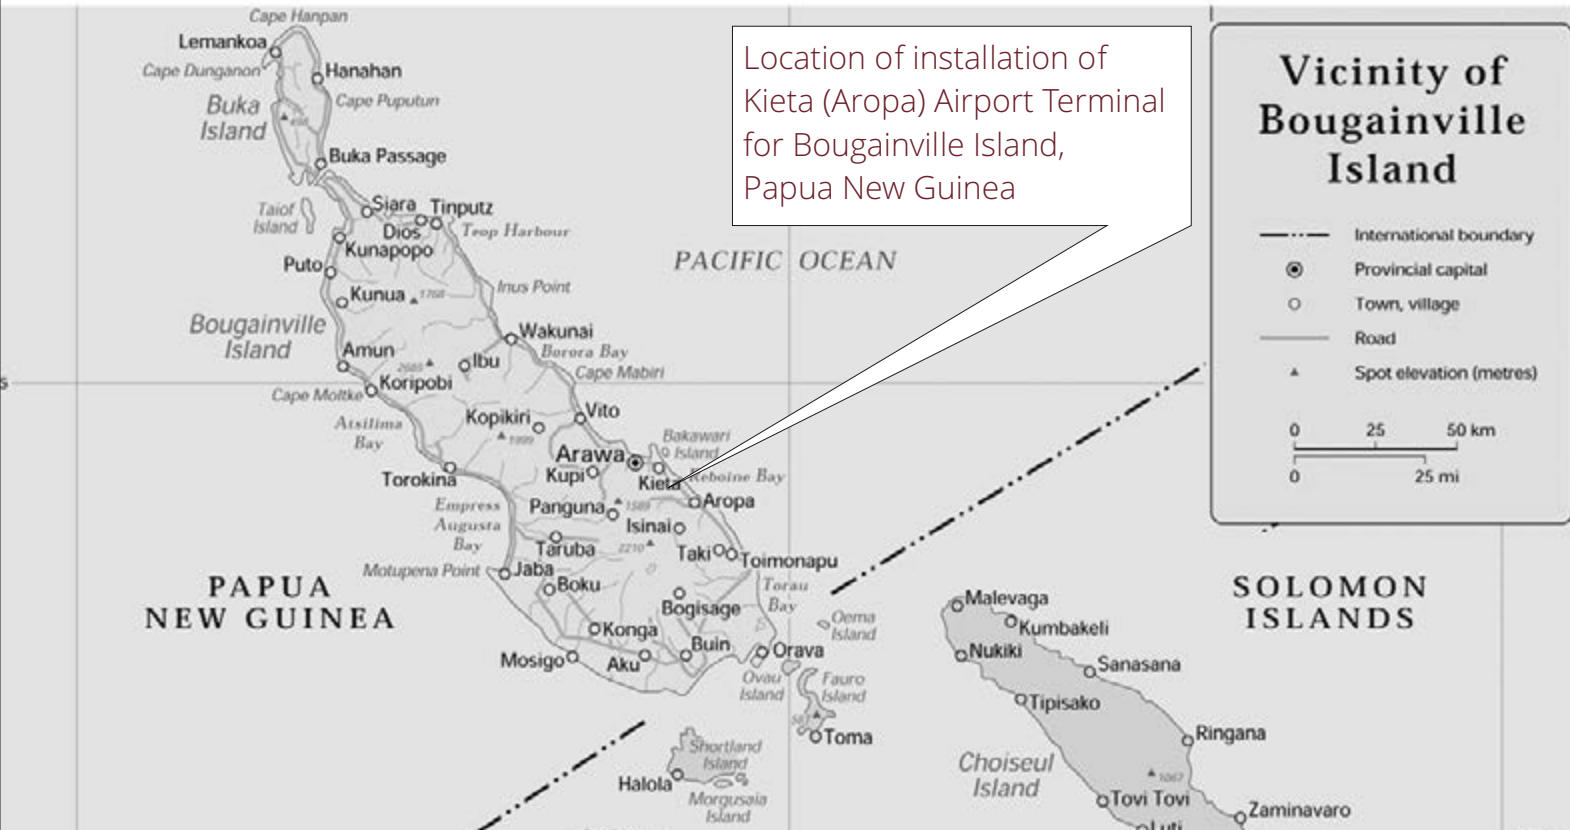 Cape Hanpan
Lemankoa
Cape Dunganon
Hanahan
Buka
Island
Cape Puputun
498
Buka Passage
Taiof
Island
Siara
Tinputz
Dios
Teop Harbour
Kunapopo
Puto
Kunua
1768
Inus Point
Bougainville
Island
Wakunai
Amun
2685
Ibu
Borora Bay
Cape Mabiri
Koripobi
Cape Moltke
S
Atsilima
Bay
Kopikiri
1999
Vito
Bakawari
Island
Arawa
Kupi
Kieta
Keboine Bay
Torokina
Aropa
Empress
Augusta
Bay
Panguna
1589
Isinai
Taruba
2210
Taki
Toimonapu
Motupena Point
Jaba
Boku
Torau
Bay
Bogisage
Konga
Buin
Mosigo
Aku
Orava
Oema
Island
Ovau
Island
Fauro
Island
Toma
Shortland
Island
Halola
Morgusaia
Island
PAPUA
NEW GUINEA
PACIFIC OCEAN
Location of installation of
Kieta (Aropa) Airport Terminal
for Bougainville Island,
Papua New Guinea
Vicinity of
Bougainville
Island
International boundary
Provincial capital
Town, village
Road
Spot elevation (metres)
0 25 50 km
0 25 mi
SOLOMON
ISLANDS
Malevaga
Kumbakeli
Nukiki
Sanasana
Tipisako
Ringana
Choiseul
Island
1067
Tovi Tovi
Zaminavaro
Luti